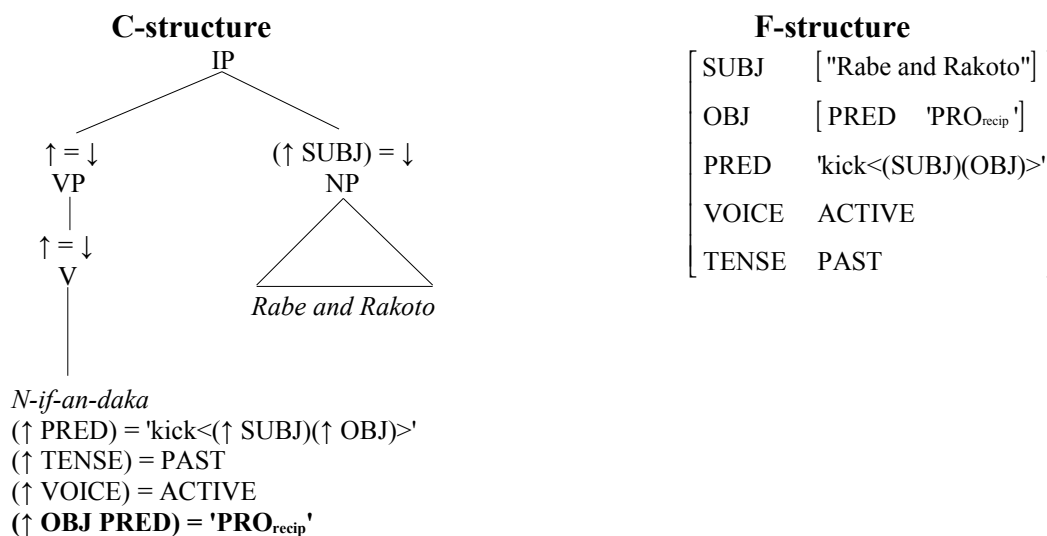 C-structure
IP
↑ = ↓
(↑ SUBJ) = ↓
VP
NP
↑ = ↓
V
Rabe and Rakoto
N-if-an-daka
(↑ PRED) = 'kick<(↑ SUBJ)(↑ OBJ)>'
(↑ TENSE) = PAST
(↑ VOICE) = ACTIVE
(↑ OBJ PRED) = 'PROrecip'
F-structure
SUBJ ["Rabe and Rakoto"]
OBJ [PRED 'PROrecip']
PRED 'kick<(SUBJ)(OBJ)>'
VOICE ACTIVE
TENSE PAST